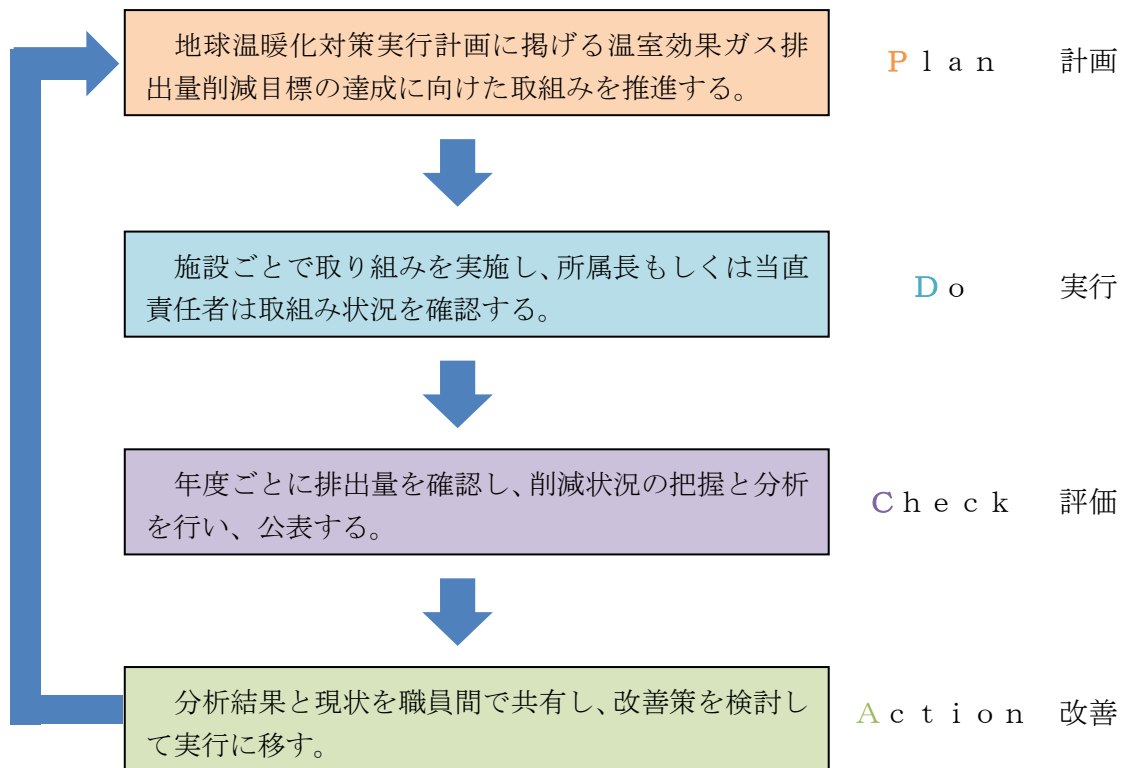 地球温暖化対策実行計画に掲げる温室効果ガス排
出量削減目標の達成に向けた取組みを推進する。
Ｐｌａｎ　計画
施設ごとで取り組みを実施し、所属長もしくは当直
責任者は取組み状況を確認する。
Ｄｏ　実行
年度ごとに排出量を確認し、削減状況の把握と分析
を行い、公表する。
Ｃｈｅｃｋ　評価
分析結果と現状を職員間で共有し、改善策を検討し
て実行に移す。
Ａｃｔｉｏｎ　改善